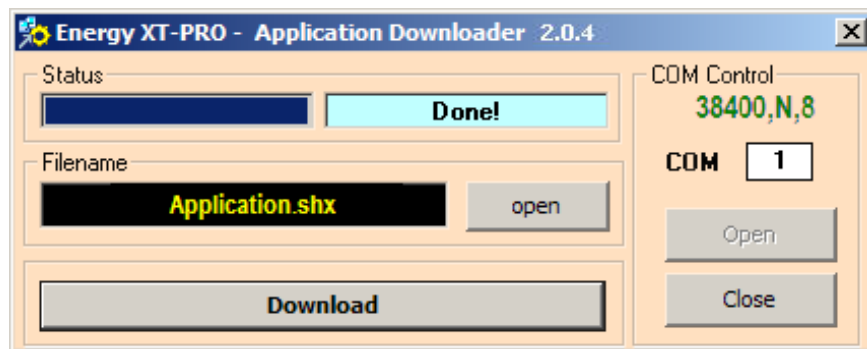 Energy XT-PRO - Application Downloader 2.0.4
Status
Done!
Filename
Application.shx
open
Download
COM Control
38400,N,8
COM 1
Open
Close